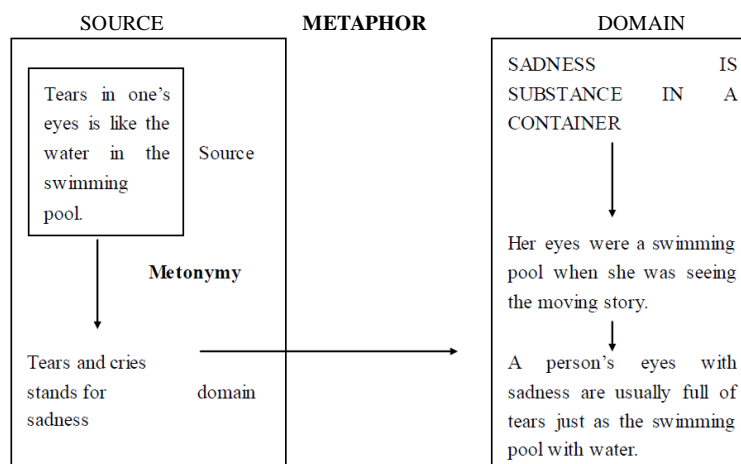 SOURCE
METAPHOR
DOMAIN
Tears in one's
eyes is like the
water in the
swimming
pool.
Source
Metonymy
Tears and cries
stands for
sadness
domain
SADNESS IS
SUBSTANCE IN A
CONTAINER
Her eyes were a swimming
pool when she was seeing
the moving story.
A person's eyes with
sadness are usually full of
tears just as the swimming
pool with water.